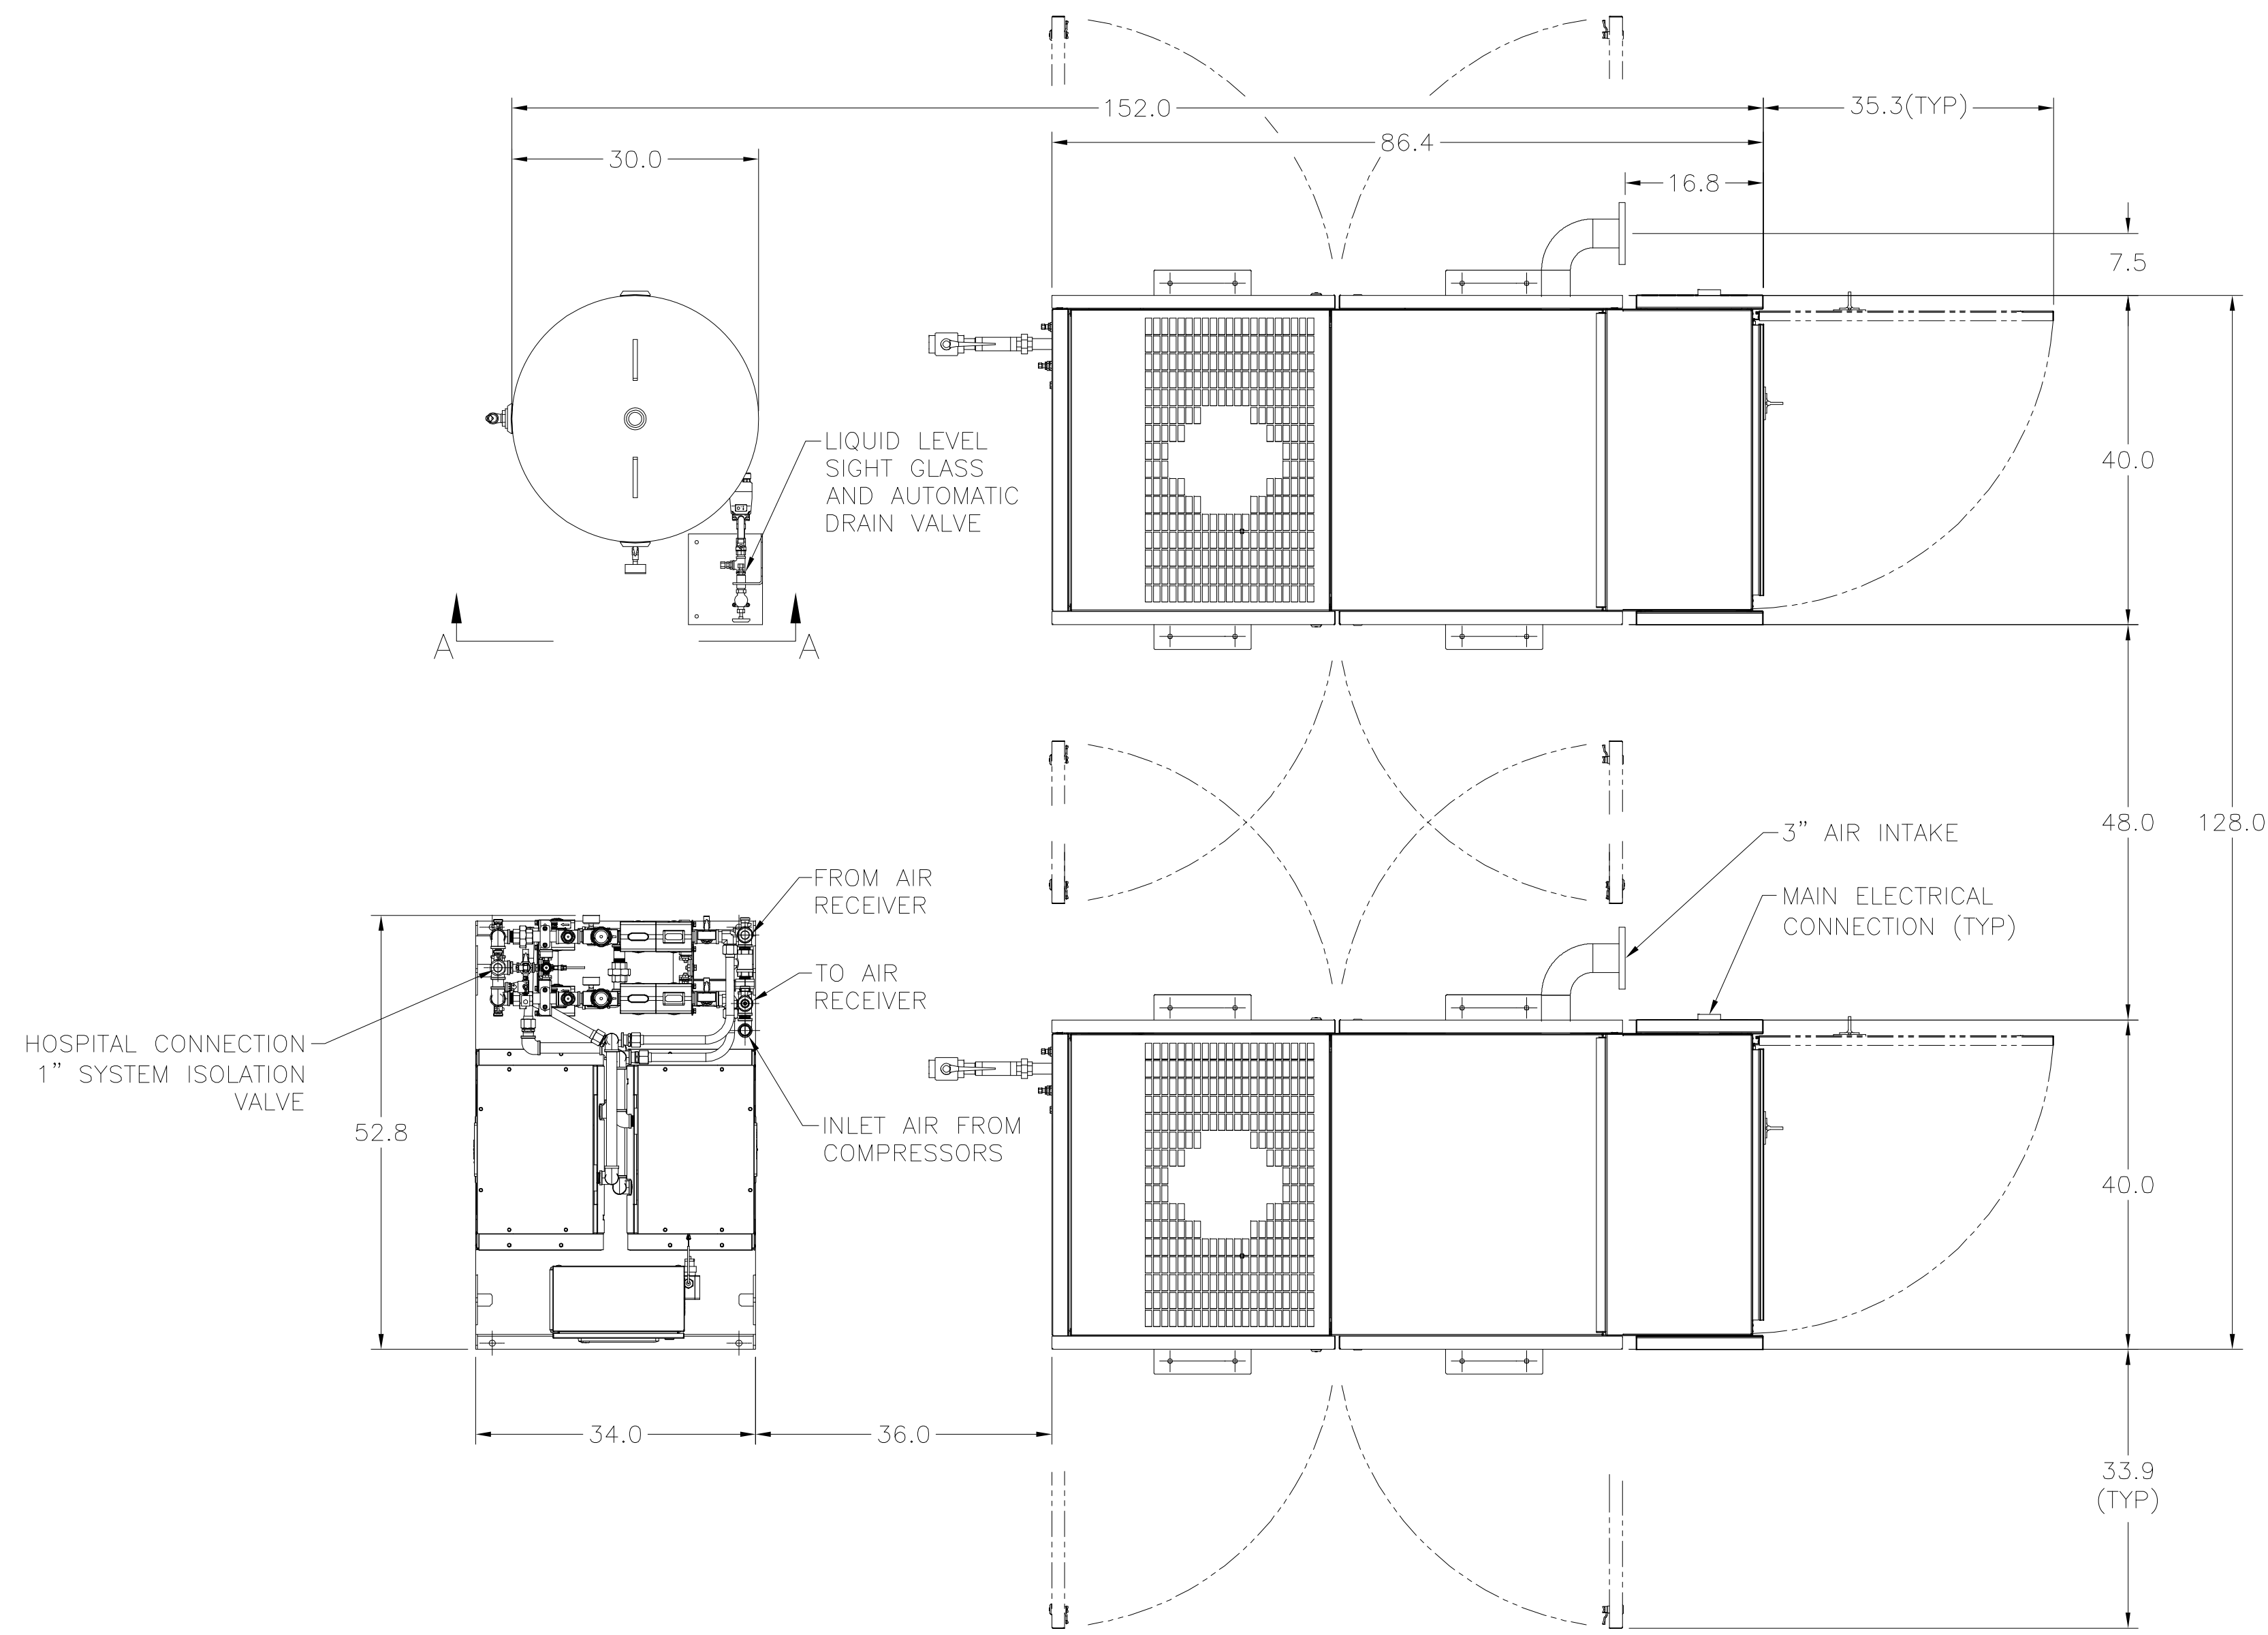 152.0
35.3(TYP)
86.4
30.0
16.8
7.5
LIQUID LEVEL
SIGHT GLASS
AND AUTOMATIC
DRAIN VALVE
40.0
A
A
3” AIR INTAKE
48.0
128.0
FROM AIR
RECEIVER
MAIN ELECTRICAL
CONNECTION (TYP)
TO AIR
RECEIVER
HOSPITAL CONNECTION
1” SYSTEM ISOLATION
VALVE
INLET AIR FROM
COMPRESSORS
52.8
40.0
34.0
36.0
33.9
(TYP)